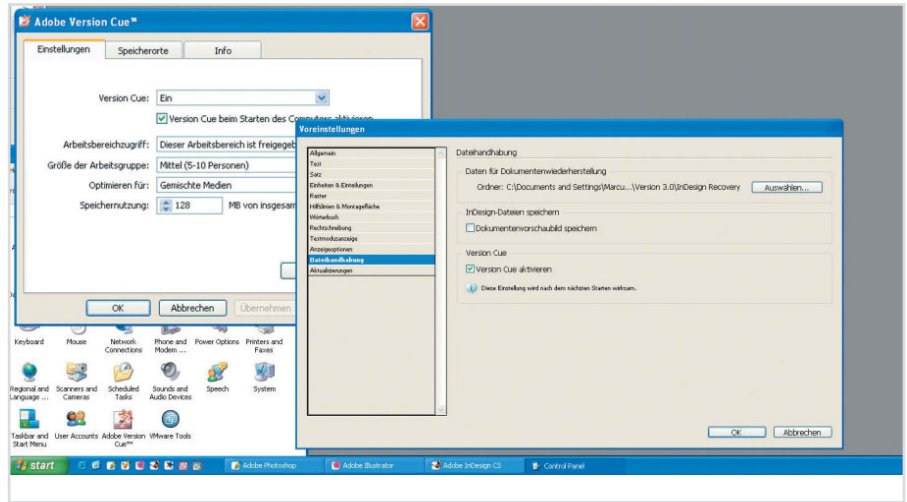 Adobe Version Cue™
Einstellungen
Speicherorte
Info
Version Cue:
Ein
Version Cue beim Starten des Computers aktivieren
Arbeitsbereichzugriff:
Dieser Arbeitsbereich ist freigegeb
Größe der Arbeitsgruppe:
Mittel (5-10 Personen)
Optimieren für:
Gemischte Medien
Speichernutzung:
128
MB von insgesam
OK
Abbrechen
Übernehmen
Voreinstellungen
Allgemein
Text
Satz
Einheiten & Einteilungen
Raster
Hilfslinien & Montagefläche
Wörterbuch
Rechtschreibung
Textmodusanzeige
Anzeigeoptionen
Dateihandhabung
Aktualisierungen
Dateihandhabung
Daten für Dokumentenwiederherstellung
Ordner: C:\Documents and Settings\Marcu...\Version 3.0\InDesign Recovery
Auswählen...
InDesign-Dateien speichern
Dokumentenvorschaubild speichern
Version Cue
Version Cue aktivieren
Diese Einstellung wird nach dem nächsten Starten wirksam.
OK
Abbrechen
Keyboard
Mouse
Network
Connections
Phone and
Modem ...
Power Options
Printers and
Faxes
Regional and
Language ...
Scanners and
Cameras
Scheduled
Tasks
Sounds and
Audio Devices
Speech
System
Taskbar and
Start Menu
User Accounts
Adobe Version
Cue™
VMware Tools
start
Adobe Photoshop
Adobe Illustrator
Adobe InDesign CS
Control Panel